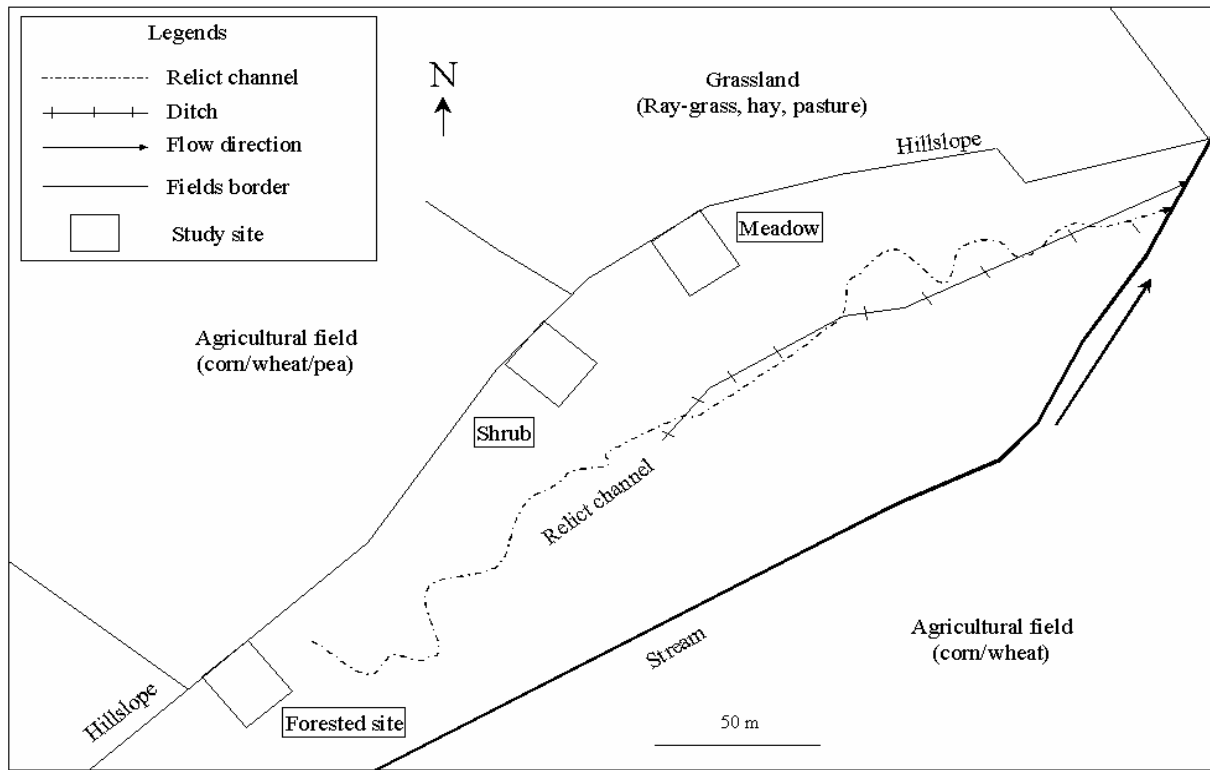 Legends
Relict channel
Ditch
Flow direction
Fields border
Study site
N
Grassland
(Ray-grass, hay, pasture)
Hillslope
Meadow
Agricultural field
(corn/wheat/pea)
Shrub
Relict channel
Stream
Agricultural field
(corn/wheat)
Hillslope
Forested site
50 m